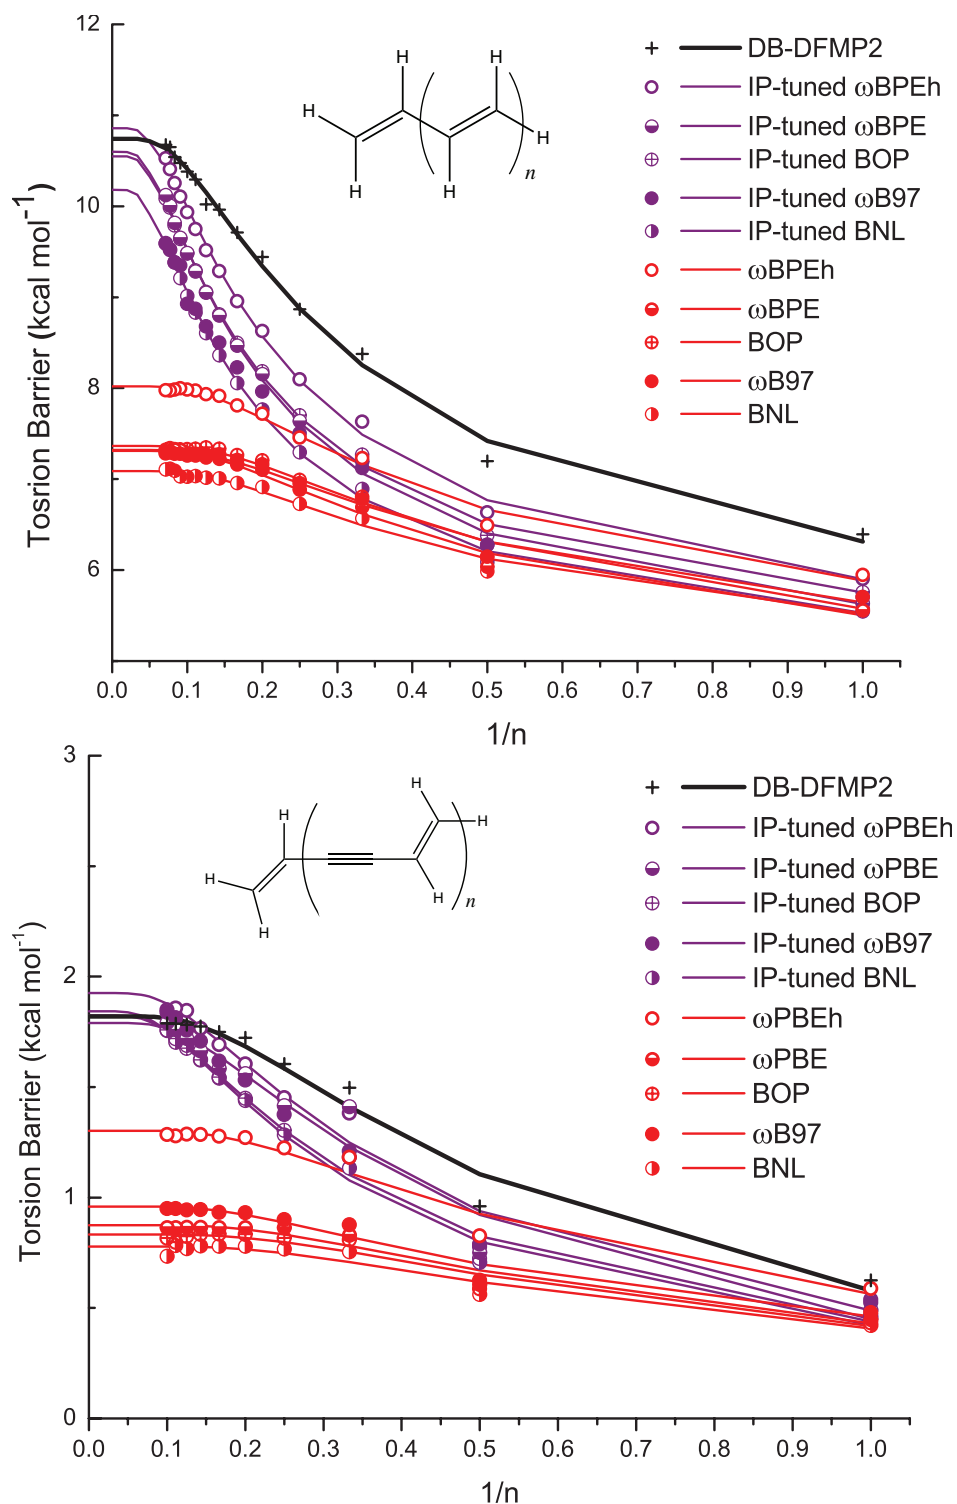 12
10
8
6
Tosrion Barrier (kcal mol⁻¹)
H
H
H
H
H
H
n
DB-DFMP2
IP-tuned ωBPEh
IP-tuned ωBPE
IP-tuned BOP
IP-tuned ωB97
IP-tuned BNL
ωBPEh
ωBPE
BOP
ωB97
BNL
0.0 0.1 0.2 0.3 0.4 0.5 0.6 0.7 0.8 0.9 1.0
1/n
3
2
1
0
Torsion Barrier (kcal mol⁻¹)
H
H
H
H
H
H
n
DB-DFMP2
IP-tuned ωPBEh
IP-tuned ωPBE
IP-tuned BOP
IP-tuned ωB97
IP-tuned BNL
ωPBEh
ωPBE
BOP
ωB97
BNL
0.0 0.1 0.2 0.3 0.4 0.5 0.6 0.7 0.8 0.9 1.0
1/n